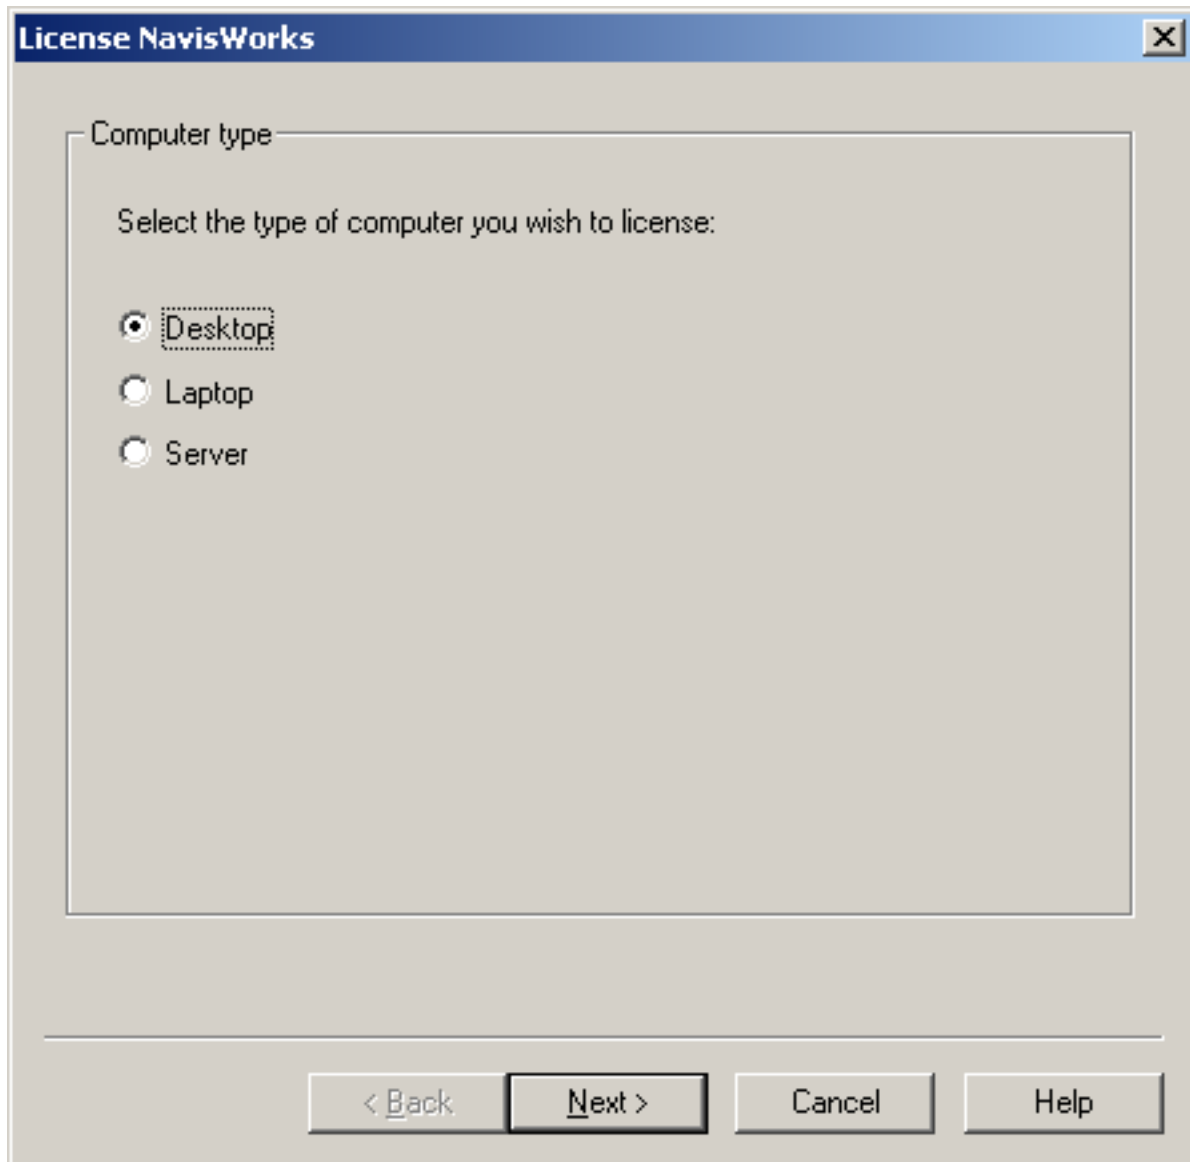 License NavisWorks
Computer type
Select the type of computer you wish to license:
Desktop
Laptop
Server
< Back Next > Cancel Help